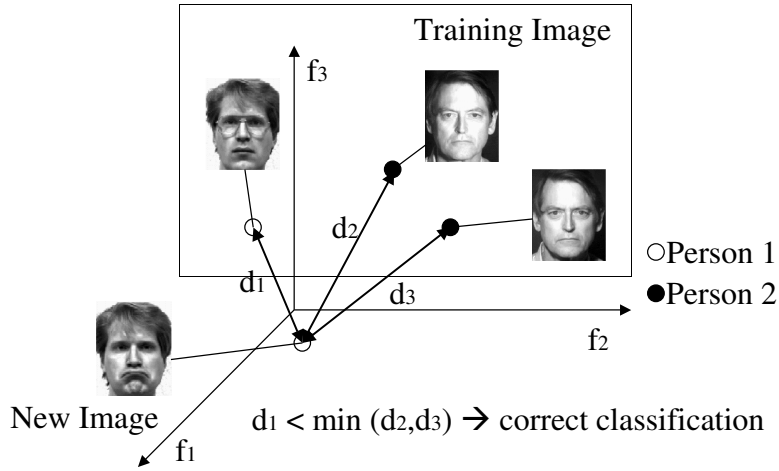 Training Image
f3
d2
d1
d3
Person 1
Person 2
f2
New Image
d1 < min (d2,d3) → correct classification
f1